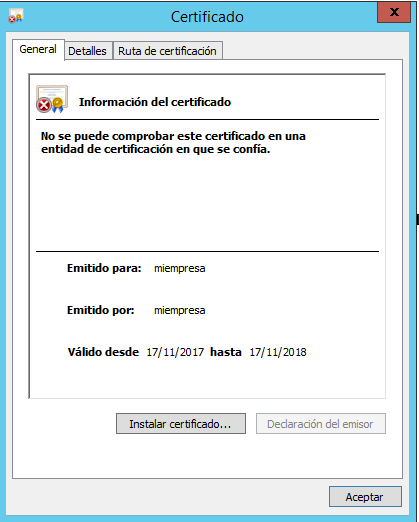 Certificado
x
General Detalles Ruta de certificación
Información del certificado
No se puede comprobar este certificado en una
entidad de certificación en que se confía.
Emitido para: miempresa
Emitido por: miempresa
Válido desde 17/11/2017 hasta 17/11/2018
Instalar certificado... Declaración del emisor
Aceptar